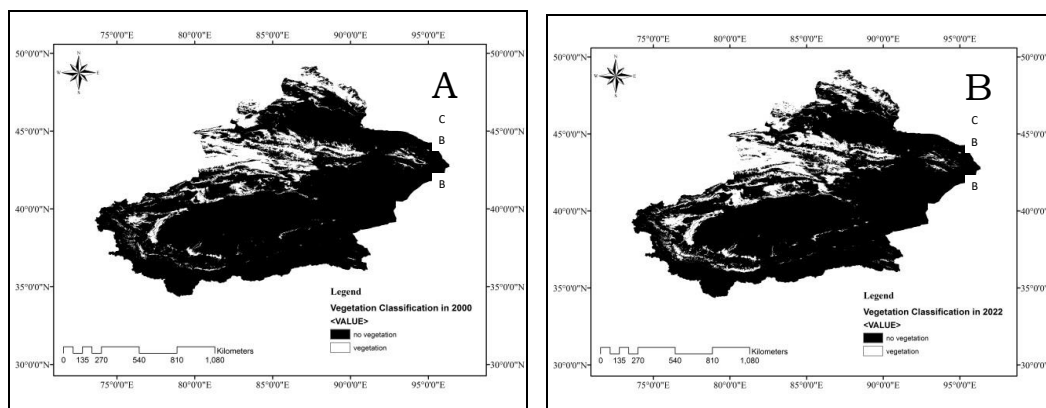 75°0'0"E 80°0'0"E 85°0'0"E 90°0'0"E 95°0'0"E
50°0'0"N 50°0'0"N
N
W E
S
A
C
45°0'0"N 45°0'0"N
B
B
40°0'0"N 40°0'0"N
35°0'0"N 35°0'0"N
Legend
Vegetation Classification in 2000
<VALUE>
no vegetation
vegetation
Kilometers
0 135 270 540 810 1,080
30°0'0"N 30°0'0"N
75°0'0"E 80°0'0"E 85°0'0"E 90°0'0"E 95°0'0"E
75°0'0"E 80°0'0"E 85°0'0"E 90°0'0"E 95°0'0"E
50°0'0"N 50°0'0"N
N
W E
S
B
C
45°0'0"N 45°0'0"N
B
B
40°0'0"N 40°0'0"N
35°0'0"N 35°0'0"N
Legend
Vegetation Classification in 2022
<VALUE>
no vegetation
vegetation
Kilometers
0 135 270 540 810 1,080
30°0'0"N 30°0'0"N
75°0'0"E 80°0'0"E 85°0'0"E 90°0'0"E 95°0'0"E